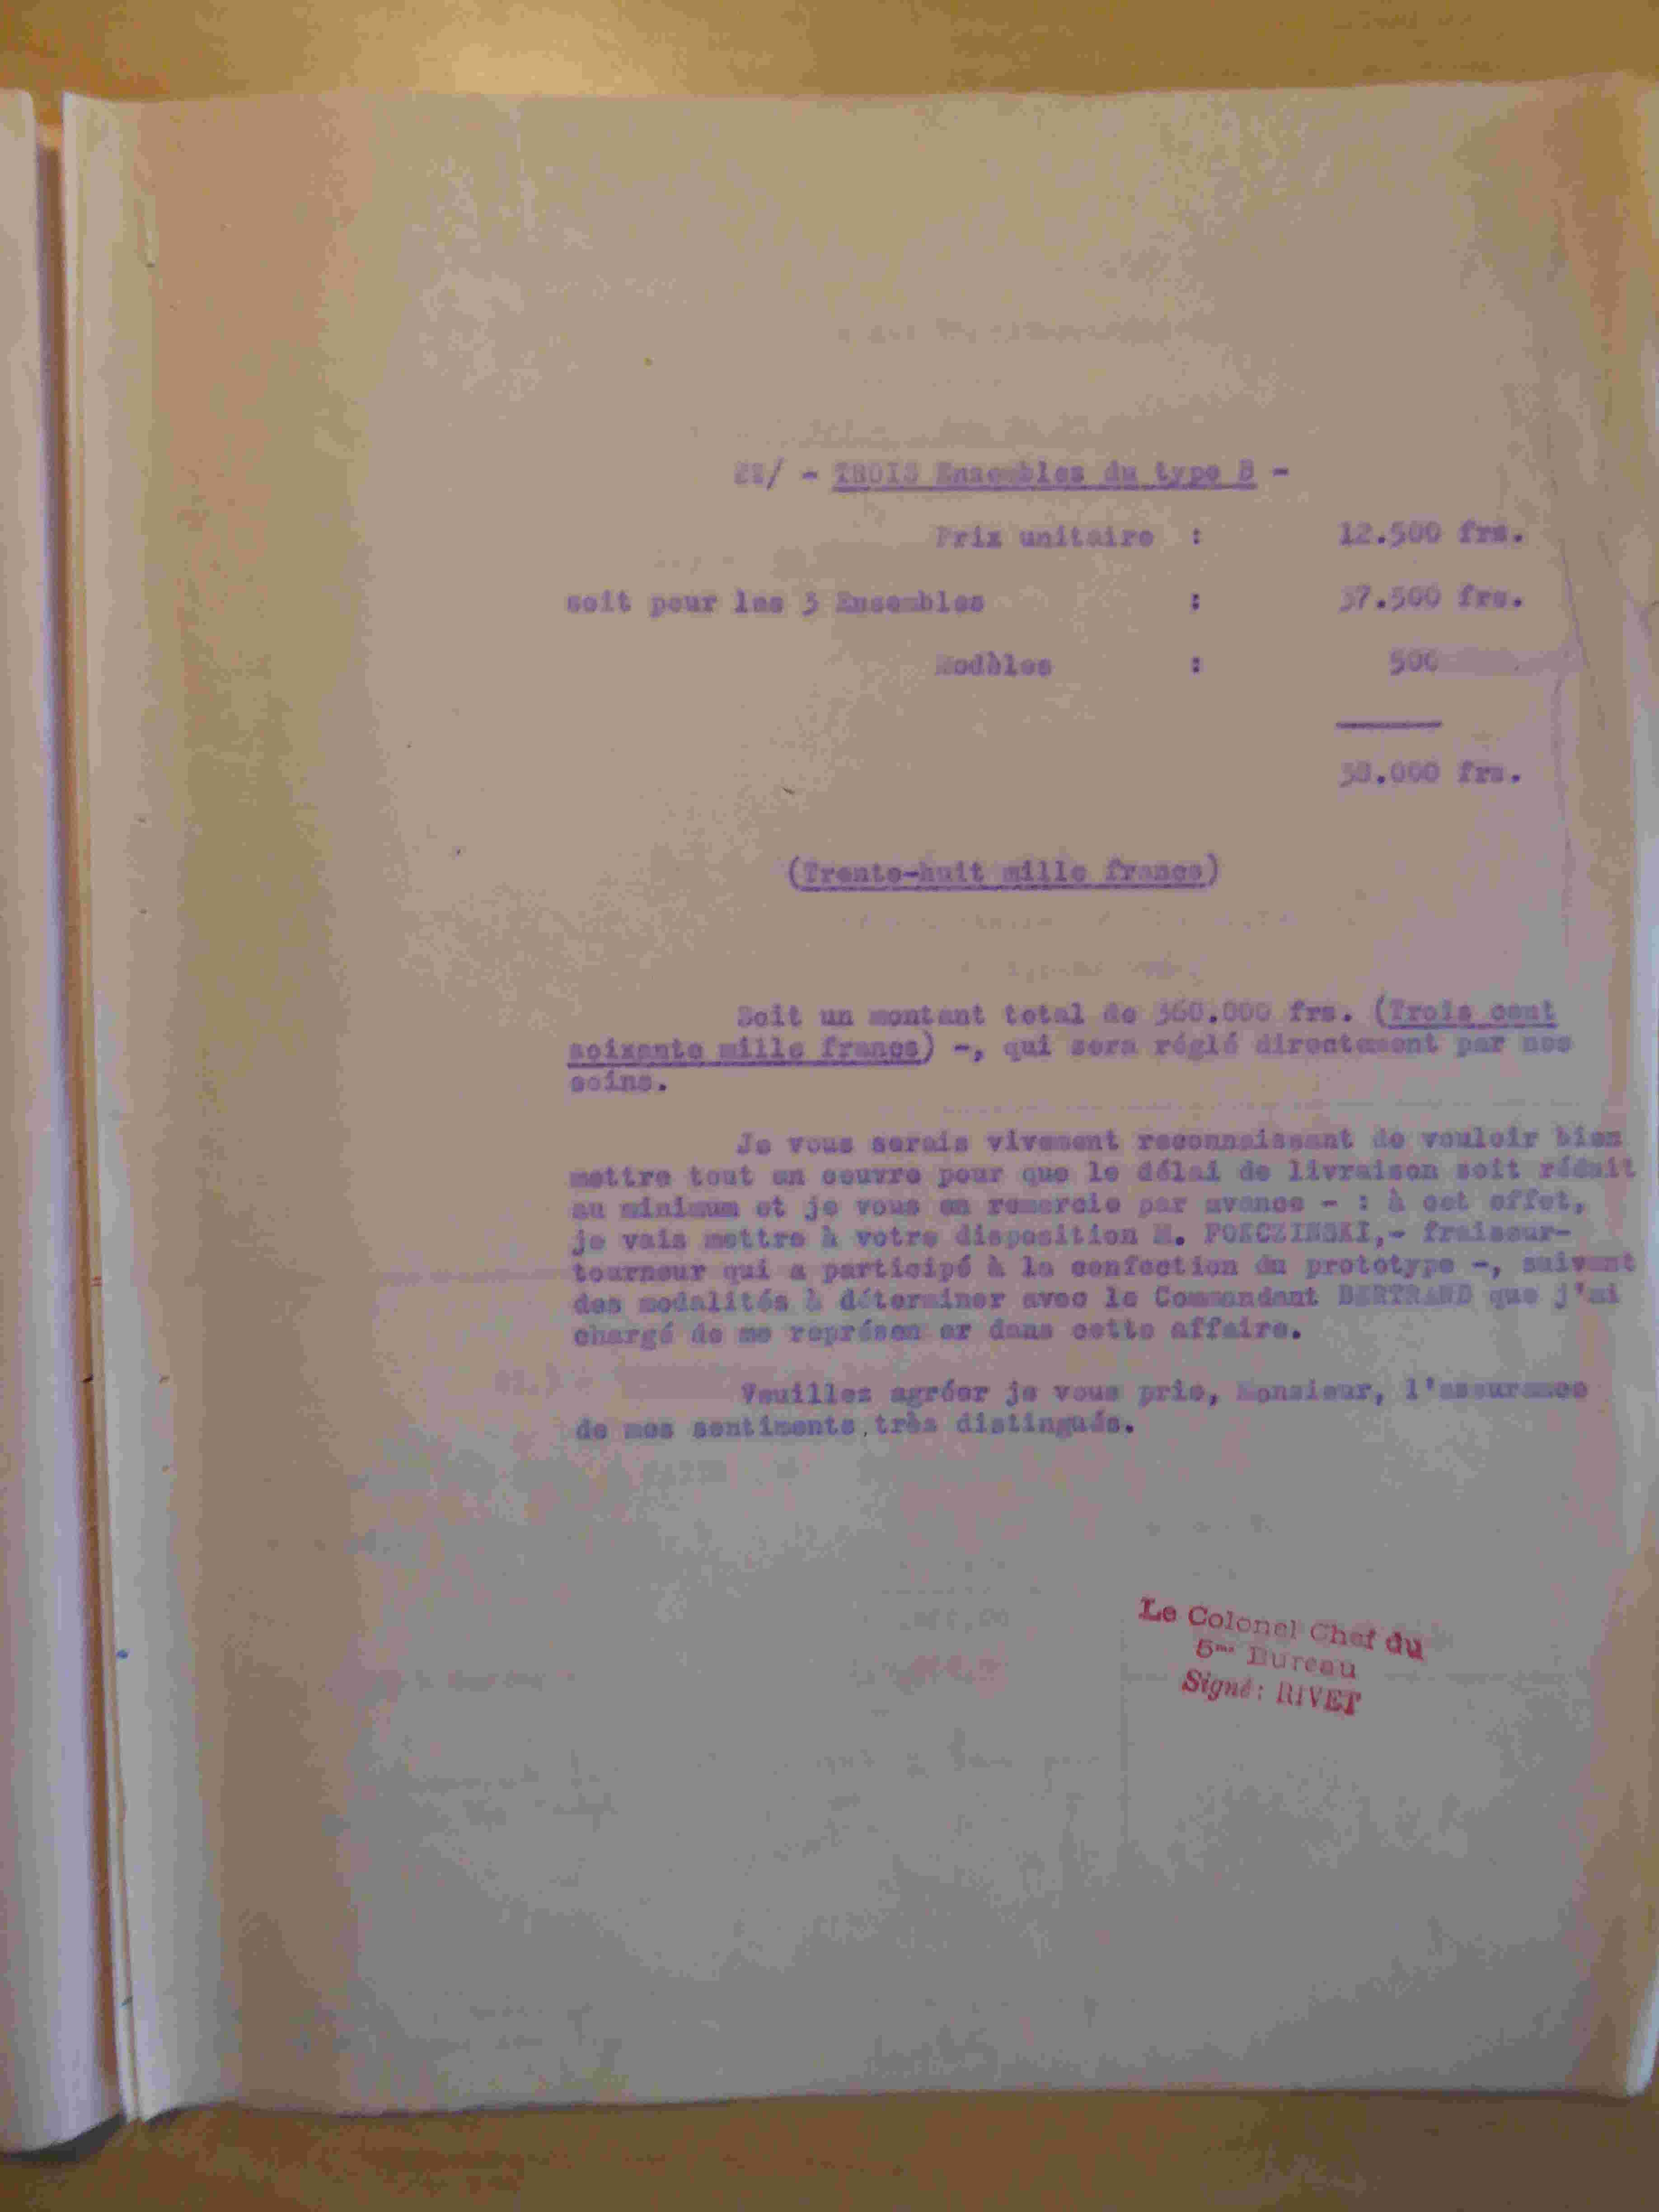 - TROIS Ensembles du type B -
Prix unitaire : 12.500 frs.
soit pour les 3 Ensembles : 37.500 frs.
Modèles : 500
38.000 frs.
(Trente-huit mille francs)
Soit un montant total de 360.000 frs. (Trois cent
soixante mille francs) -, qui sera réglé directement par nos
soins.
Je vous serais vivement reconnaissant de vouloir bien
mettre tout en oeuvre pour que le délai de livraison soit réduit
au minimum et je vous en remercie par avance - : à cet effet,
je vais mettre à votre disposition M. - fraiseur-
tourneur qui a participé à la confection du prototype -, suivant
des modalités à déterminer avec le Commandant BERTRAND que j'ai
chargé de me représen er dans cette affaire.
Veuillez agréer je vous prie, Monsieur, l'assurance
de mes sentiments très distingués.
Le Colonel Chef du
5me Bureau
Signé: RIVET